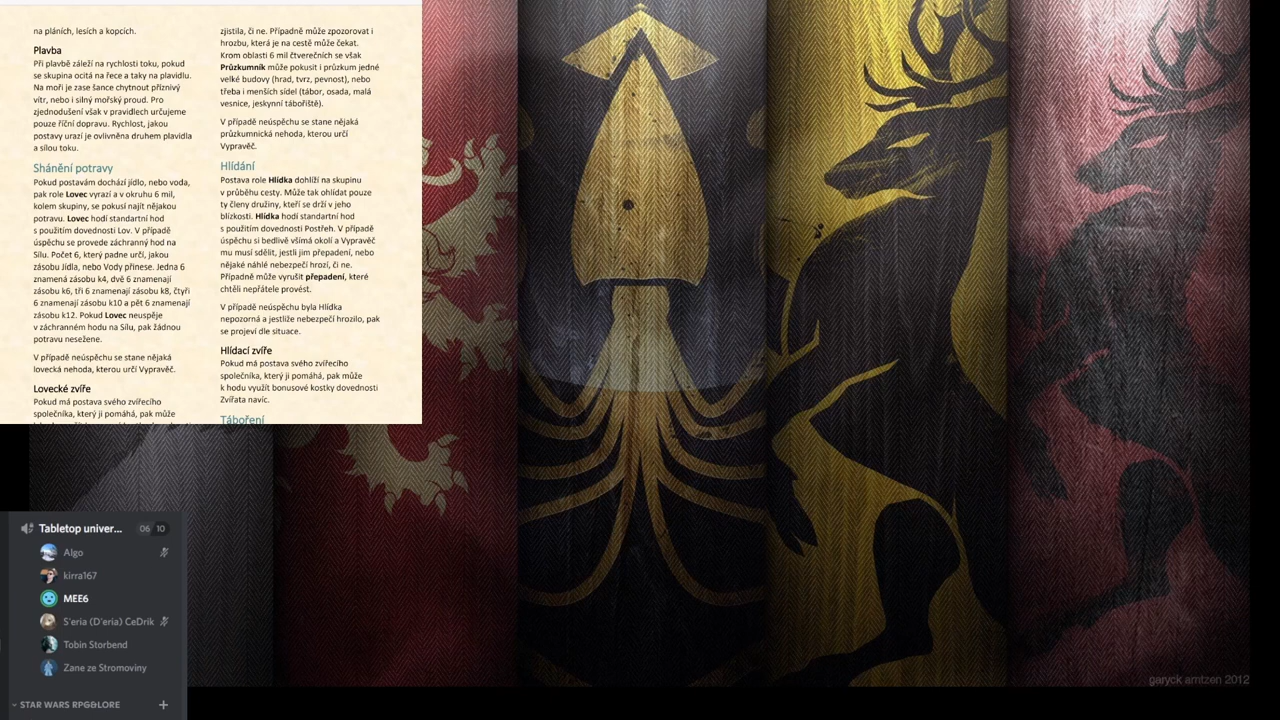 na pláních, lesích a kopcích.
Plavba
Při plavbě záleží na rychlosti toku, pokud
se skupina ocitá na řece a taky na plavidlu.
Na moři je zase šance chytnout příznivý
vítr, nebo i silný mořský proud. Pro
zjednodušení však v pravidlech určujeme
pouze říční dopravu. Rychlost, jakou
postavy urazí je ovlivněna druhem plavidla
a sílou toku.
Shánění potravy
Pokud postavám dochází jídlo, nebo voda,
pak role Lovec vyrazí a v okruhu 6 mil,
kolem skupiny, se pokusí najít nějakou
potravu. Lovec hodí standartní hod
s použitím dovednosti Lov. V případě
úspěchu se provede záchranný hod na
Sílu. Počet 6, který padne určí, jakou
zásobu Jídla, nebo Vody přinese. Jedna 6
znamená zásobu k4, dvě 6 znamenají
zásobu k6, tři 6 znamenají zásobu k8, čtyři
6 znamenají zásobu k10 a pět 6 znamenají
zásobu k12. Pokud Lovec neuspěje
v záchranném hodu na Sílu, pak žádnou
potravu nesežene.
V případě neúspěchu se stane nějaká
lovecká nehoda, kterou určí Vypravěč.
Lovecké zvíře
Pokud má postava svého zvířecího
společníka, který ji pomáhá, pak může
zjistila, či ne. Případně může zpozorovat i
hrozbu, která je na cestě může čekat.
Krom oblasti 6 mil čtverečních se však
Průzkumník může pokusit i průzkum jedné
velké budovy (hrad, tvrz, pevnost), nebo
třeba i menších sídel (tábor, osada, malá
vesnice, jeskynní tábořiště).
V případě neúspěchu se stane nějaká
průzkumnická nehoda, kterou určí
Vypravěč.
Hlídání
Postava role Hlídka dohlíží na skupinu
v průběhu cesty. Může tak ohlídat pouze
ty členy družiny, kteří se drží v jeho
blízkosti. Hlídka hodí standartní hod
s použitím dovednosti Postřeh. V případě
úspěchu si bedlivě všímá okolí a Vypravěč
mu musí sdělit, jestli jim přepadení, nebo
nějaké náhlé nebezpečí hrozí, či ne.
Případně může vyrušit přepadení, které
chtěli nepřátele provést.
V případě neúspěchu byla Hlídka
nepozorná a jestliže nebezpečí hrozilo, pak
se projeví dle situace.
Hlídací zvíře
Pokud má postava svého zvířecího
společníka, který ji pomáhá, pak může
k hodu využít bonusové kostky dovednosti
Zvířata navíc.
Táboření
Tabletop univer... 06 10
Algo
kirra167
MEE6
S'eria (D'eria) CeDrik
Tobin Storbend
Zane ze Stromoviny
STAR WARS RPG&LORE +
garyck arntzen 2012